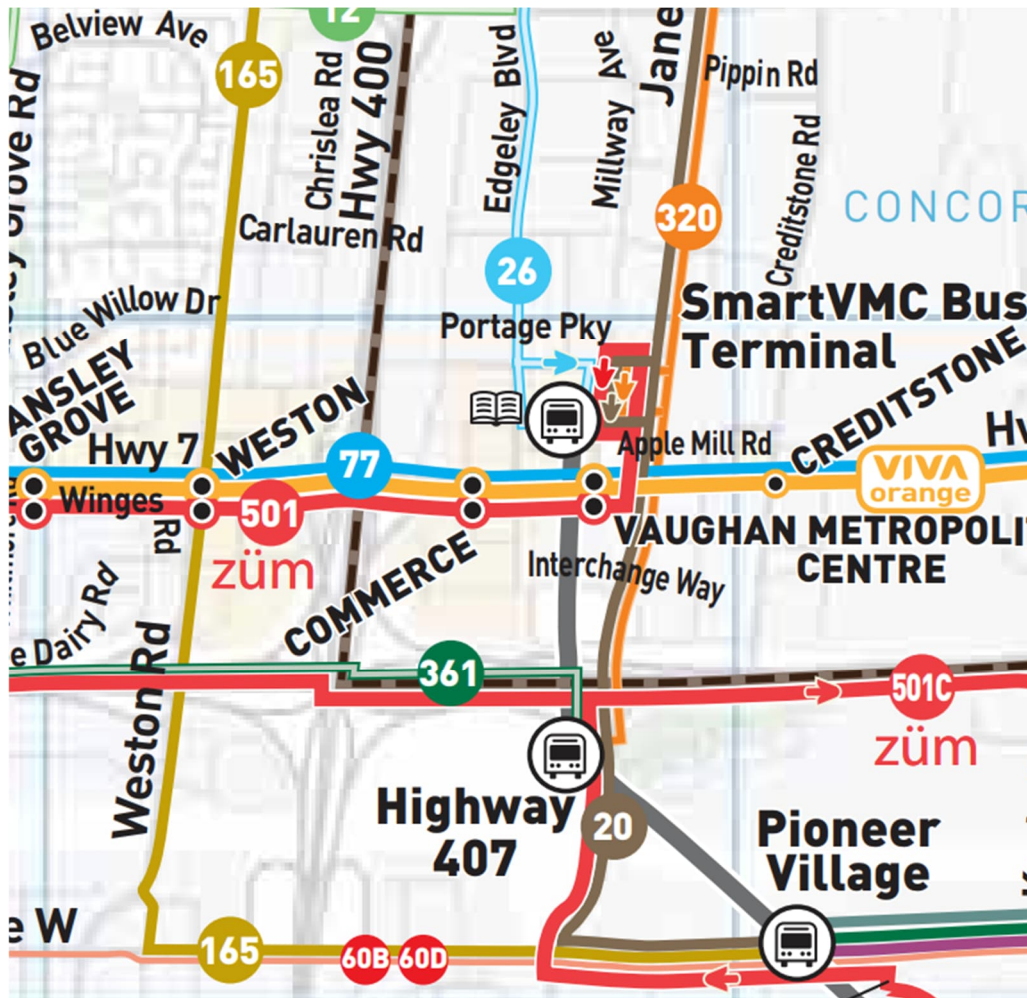 Belview Ave
12
165
Chrislea Rd
Hwy 400
Edgeley Blvd
Millway Ave
Jane
Pippin Rd
Creditstone Rd
320
CONCOR
Grove Rd
Carlauren Rd
26
Blue Willow Dr
Portage Pky
SmartVMC Bus
Terminal
ANSLEY
GROVE
WESTON
CREDITSTONE
Hwy 7
77
Apple Mill Rd
VIVA
orange
Winges
Rd
501
züm
VAUGHAN METROPOLI
CENTRE
Interchange Way
COMMERCE
e Dairy Rd
Weston Rd
361
501C
züm
Highway
407
20
Pioneer
Village
e W
165
60B
60D